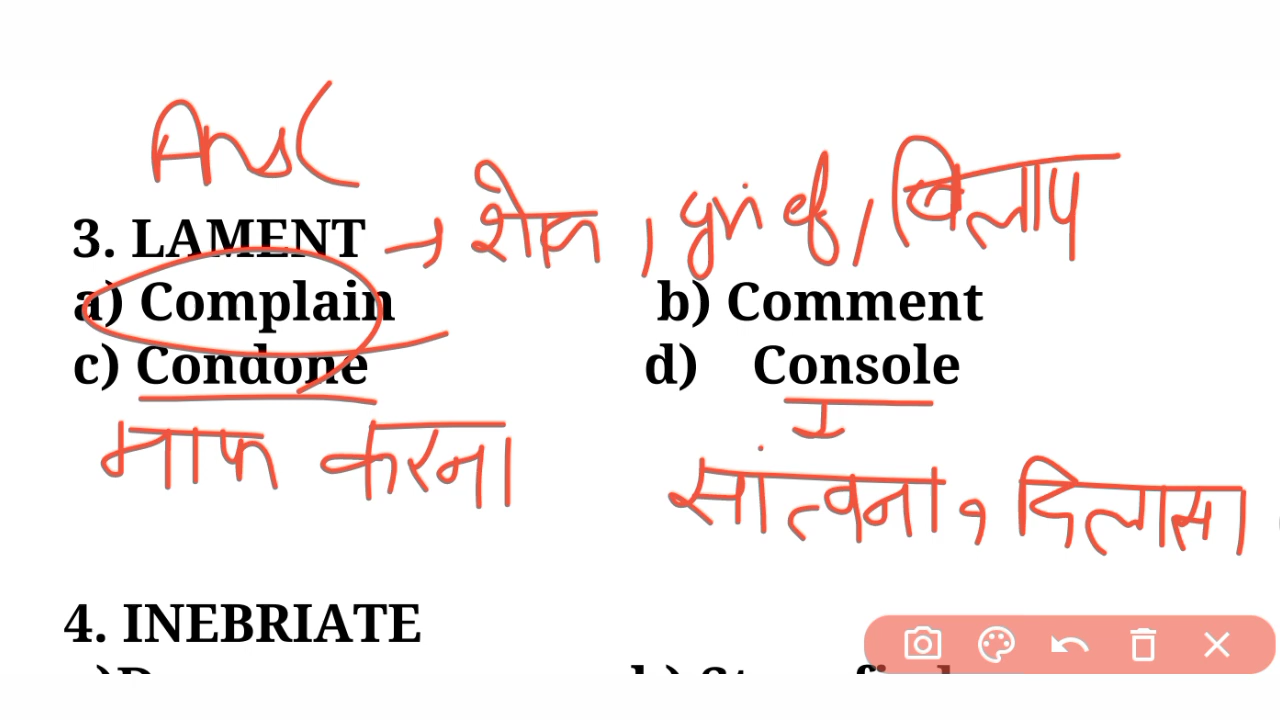 Ans(
3. LAMENT → शोक, grief, विलाप
a) Complain b) Comment
c) Condone d) Console
माफ करना सांत्वना, दिलासा
4. INEBRIATE